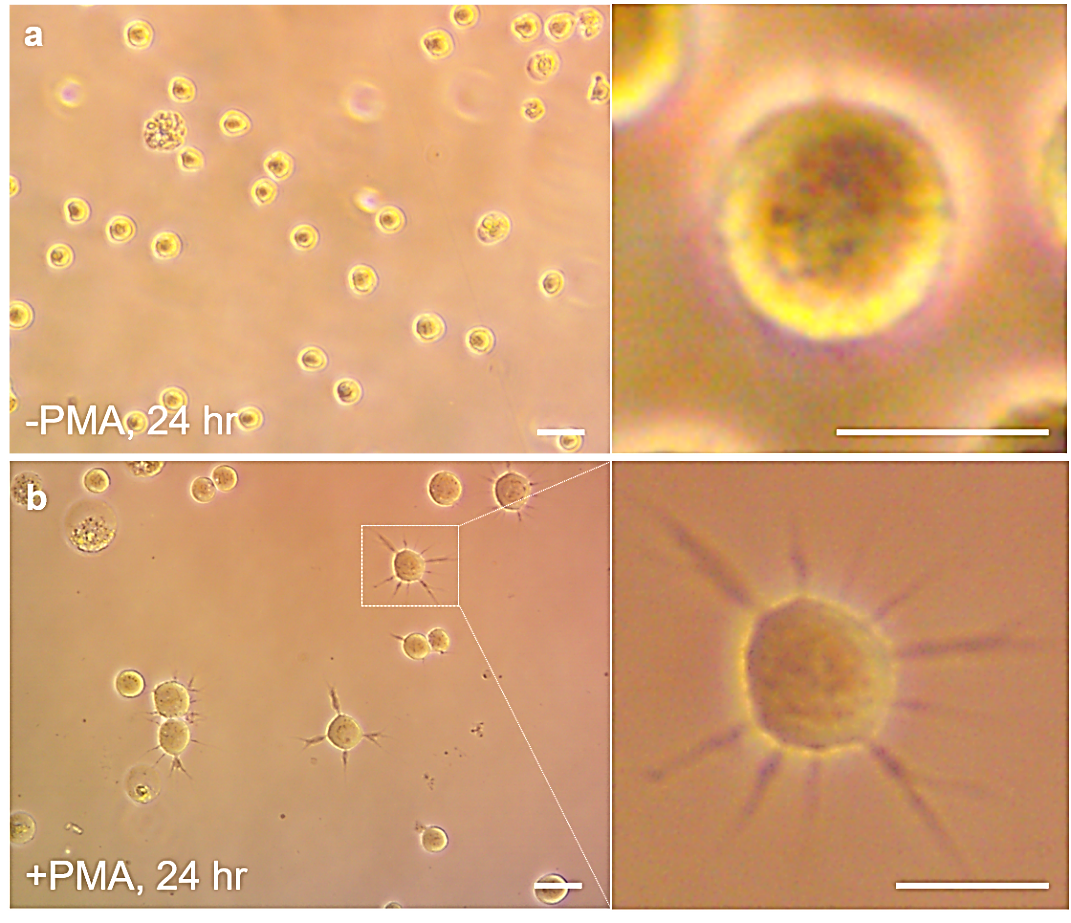 a
-PMA, 24 hr
b
+PMA, 24 hr